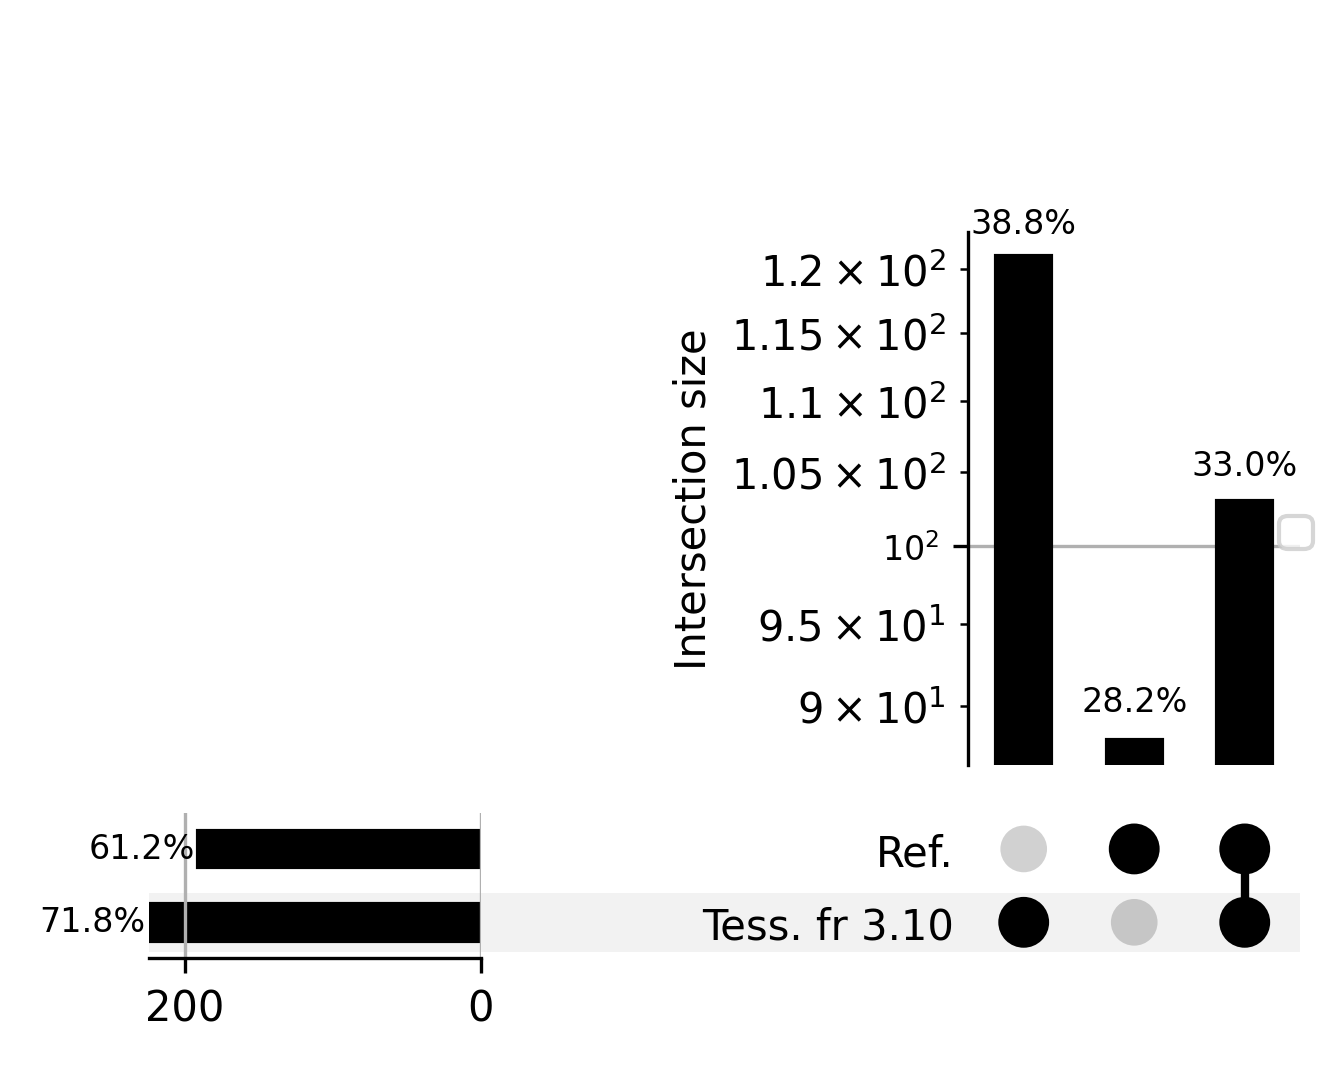 38.8%
1.2 × 10²
1.15 × 10²
1.1 × 10²
1.05 × 10²
10²
9.5 × 10¹
9 × 10¹
Intersection size
33.0%
28.2%
61.2%
Ref.
71.8%
Tess. fr 3.10
200 0